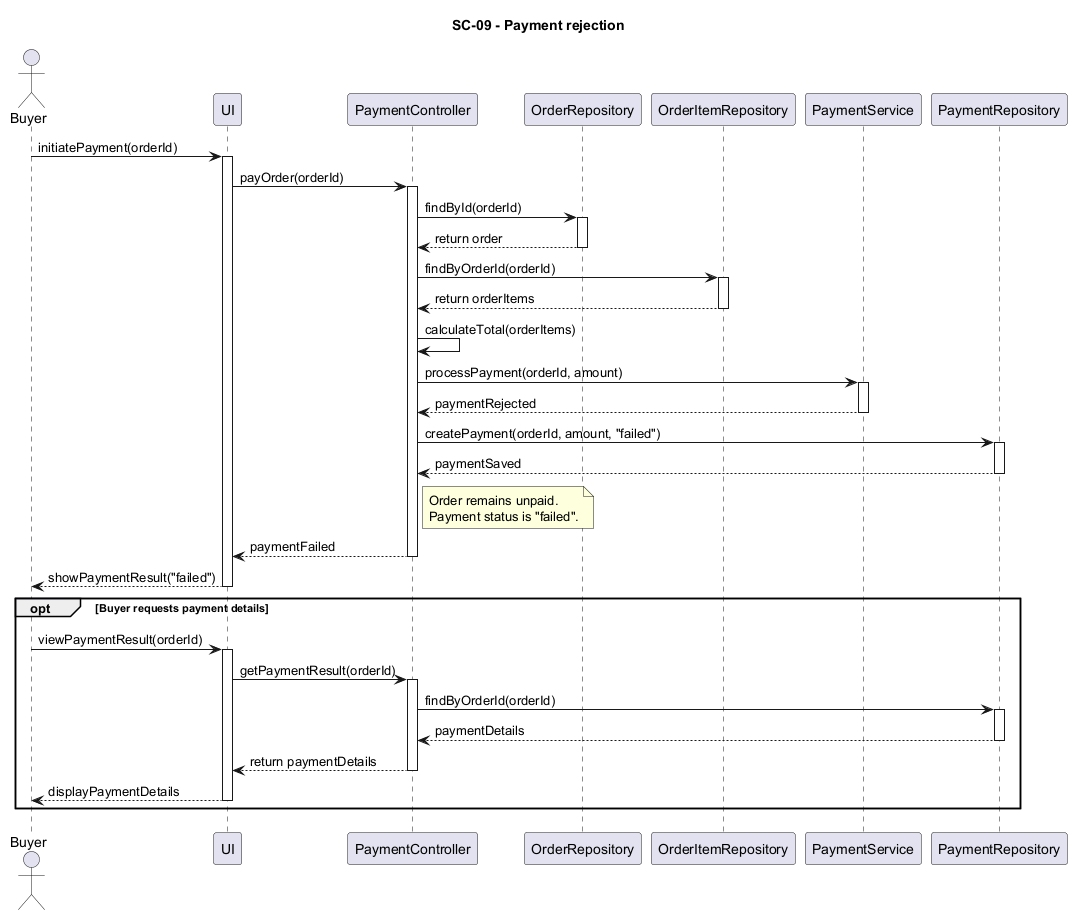 SC-09 - Payment rejection
Buyer
UI
PaymentController
OrderRepository
OrderItemRepository
PaymentService
PaymentRepository
initiatePayment(orderId)
payOrder(orderId)
findById(orderId)
return order
findByOrderId(orderId)
return orderItems
calculateTotal(orderItems)
processPayment(orderId, amount)
paymentRejected
createPayment(orderId, amount, "failed")
paymentSaved
Order remains unpaid.
Payment status is "failed".
paymentFailed
showPaymentResult("failed")
opt
[Buyer requests payment details]
viewPaymentResult(orderId)
getPaymentResult(orderId)
findByOrderId(orderId)
paymentDetails
return paymentDetails
displayPaymentDetails
Buyer
UI
PaymentController
OrderRepository
OrderItemRepository
PaymentService
PaymentRepository